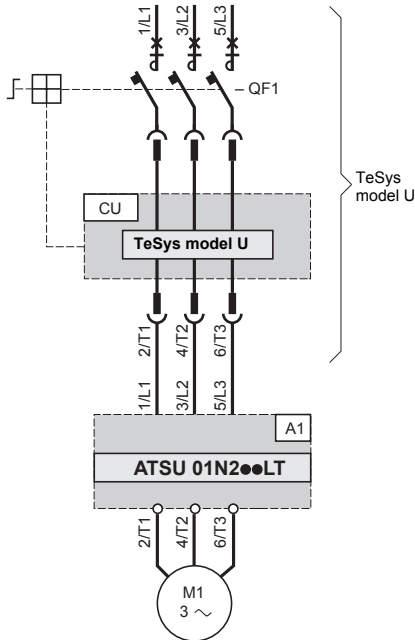 1/L1 3/L2 5/L3
QF1
TeSys
model U
CU
TeSys model U
2/T1 4/T2 6/T3
1/L1 3/L2 5/L3
A1
ATSU 01N2●●LT
2/T1 4/T2 6/T3
M1
3 ~